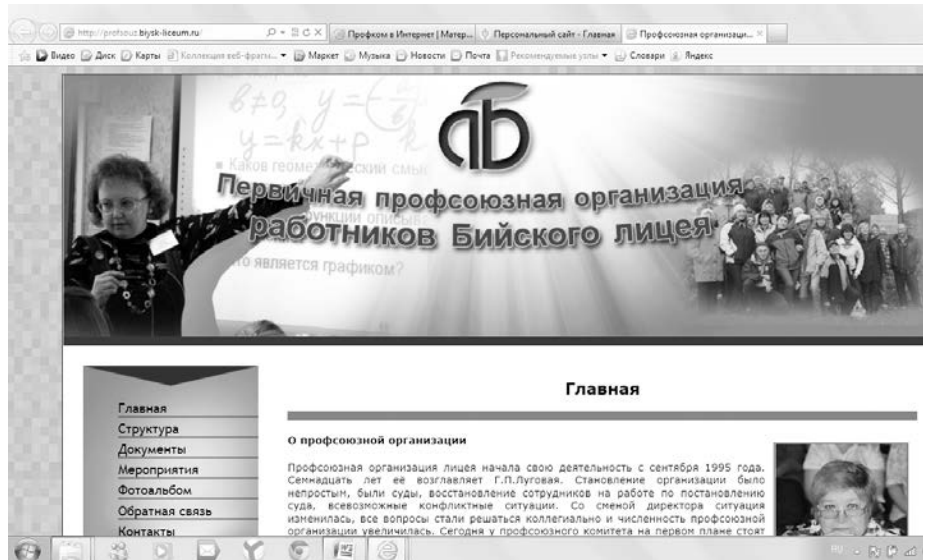 http://profsouz.biysk-liceum.ru/
Профком в Интернет | Матер...
Персональный сайт - Главная
Профсоюзная организаци...
Видео Диск Карты Коллекция веб-фрагм... Маркет Музыка Новости Почта Рекомендуемые узлы Словари Яндекс
b≠0, y=
y=kx+p
Каков геометрический смыс
функции описыва
что является графиком?
Первичная профсоюзная организация
работников Бийского лицея
Главная
Структура
Документы
Мероприятия
Фотоальбом
Обратная связь
Контакты
Главная
О профсоюзной организации
Профсоюзная организация лицея начала свою деятельность с сентября 1995 года.
Семнадцать лет её возглавляет Г.П.Луговая. Становление организации было
непростым, были суды, восстановление сотрудников на работе по постановлению
суда, всевозможные конфликтные ситуации. Со сменой директора ситуация
изменилась, все вопросы стали решаться коллегиально и численность профсоюзной
организации увеличилась. Сегодня у профсоюзного комитета на первом плане стоят
RU